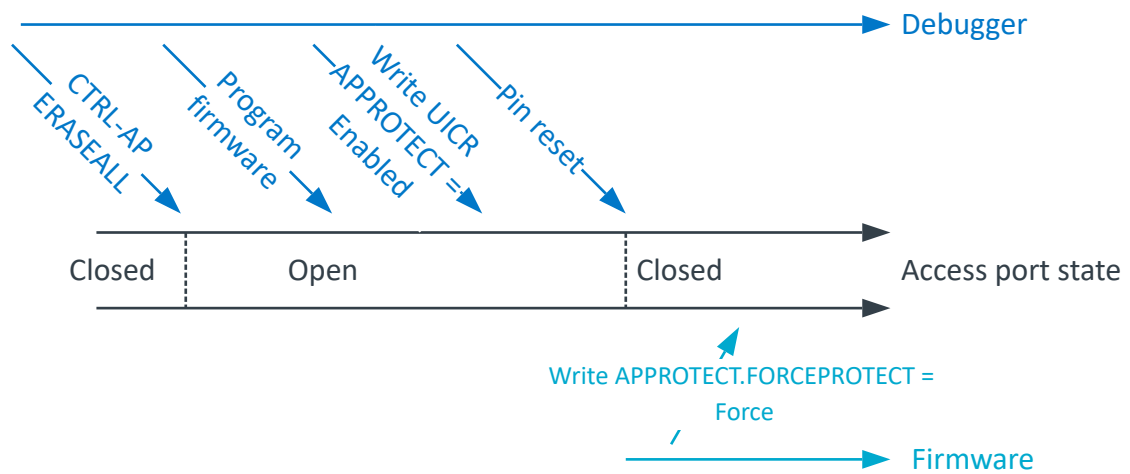 Debugger
CTRL-AP
ERASEALL
Program
firmware
Write UICR
APPROTECT =
Enabled
Pin reset
Closed
Open
Closed
Access port state
Write APPROTECT.FORCEPROTECT =
Force
Firmware